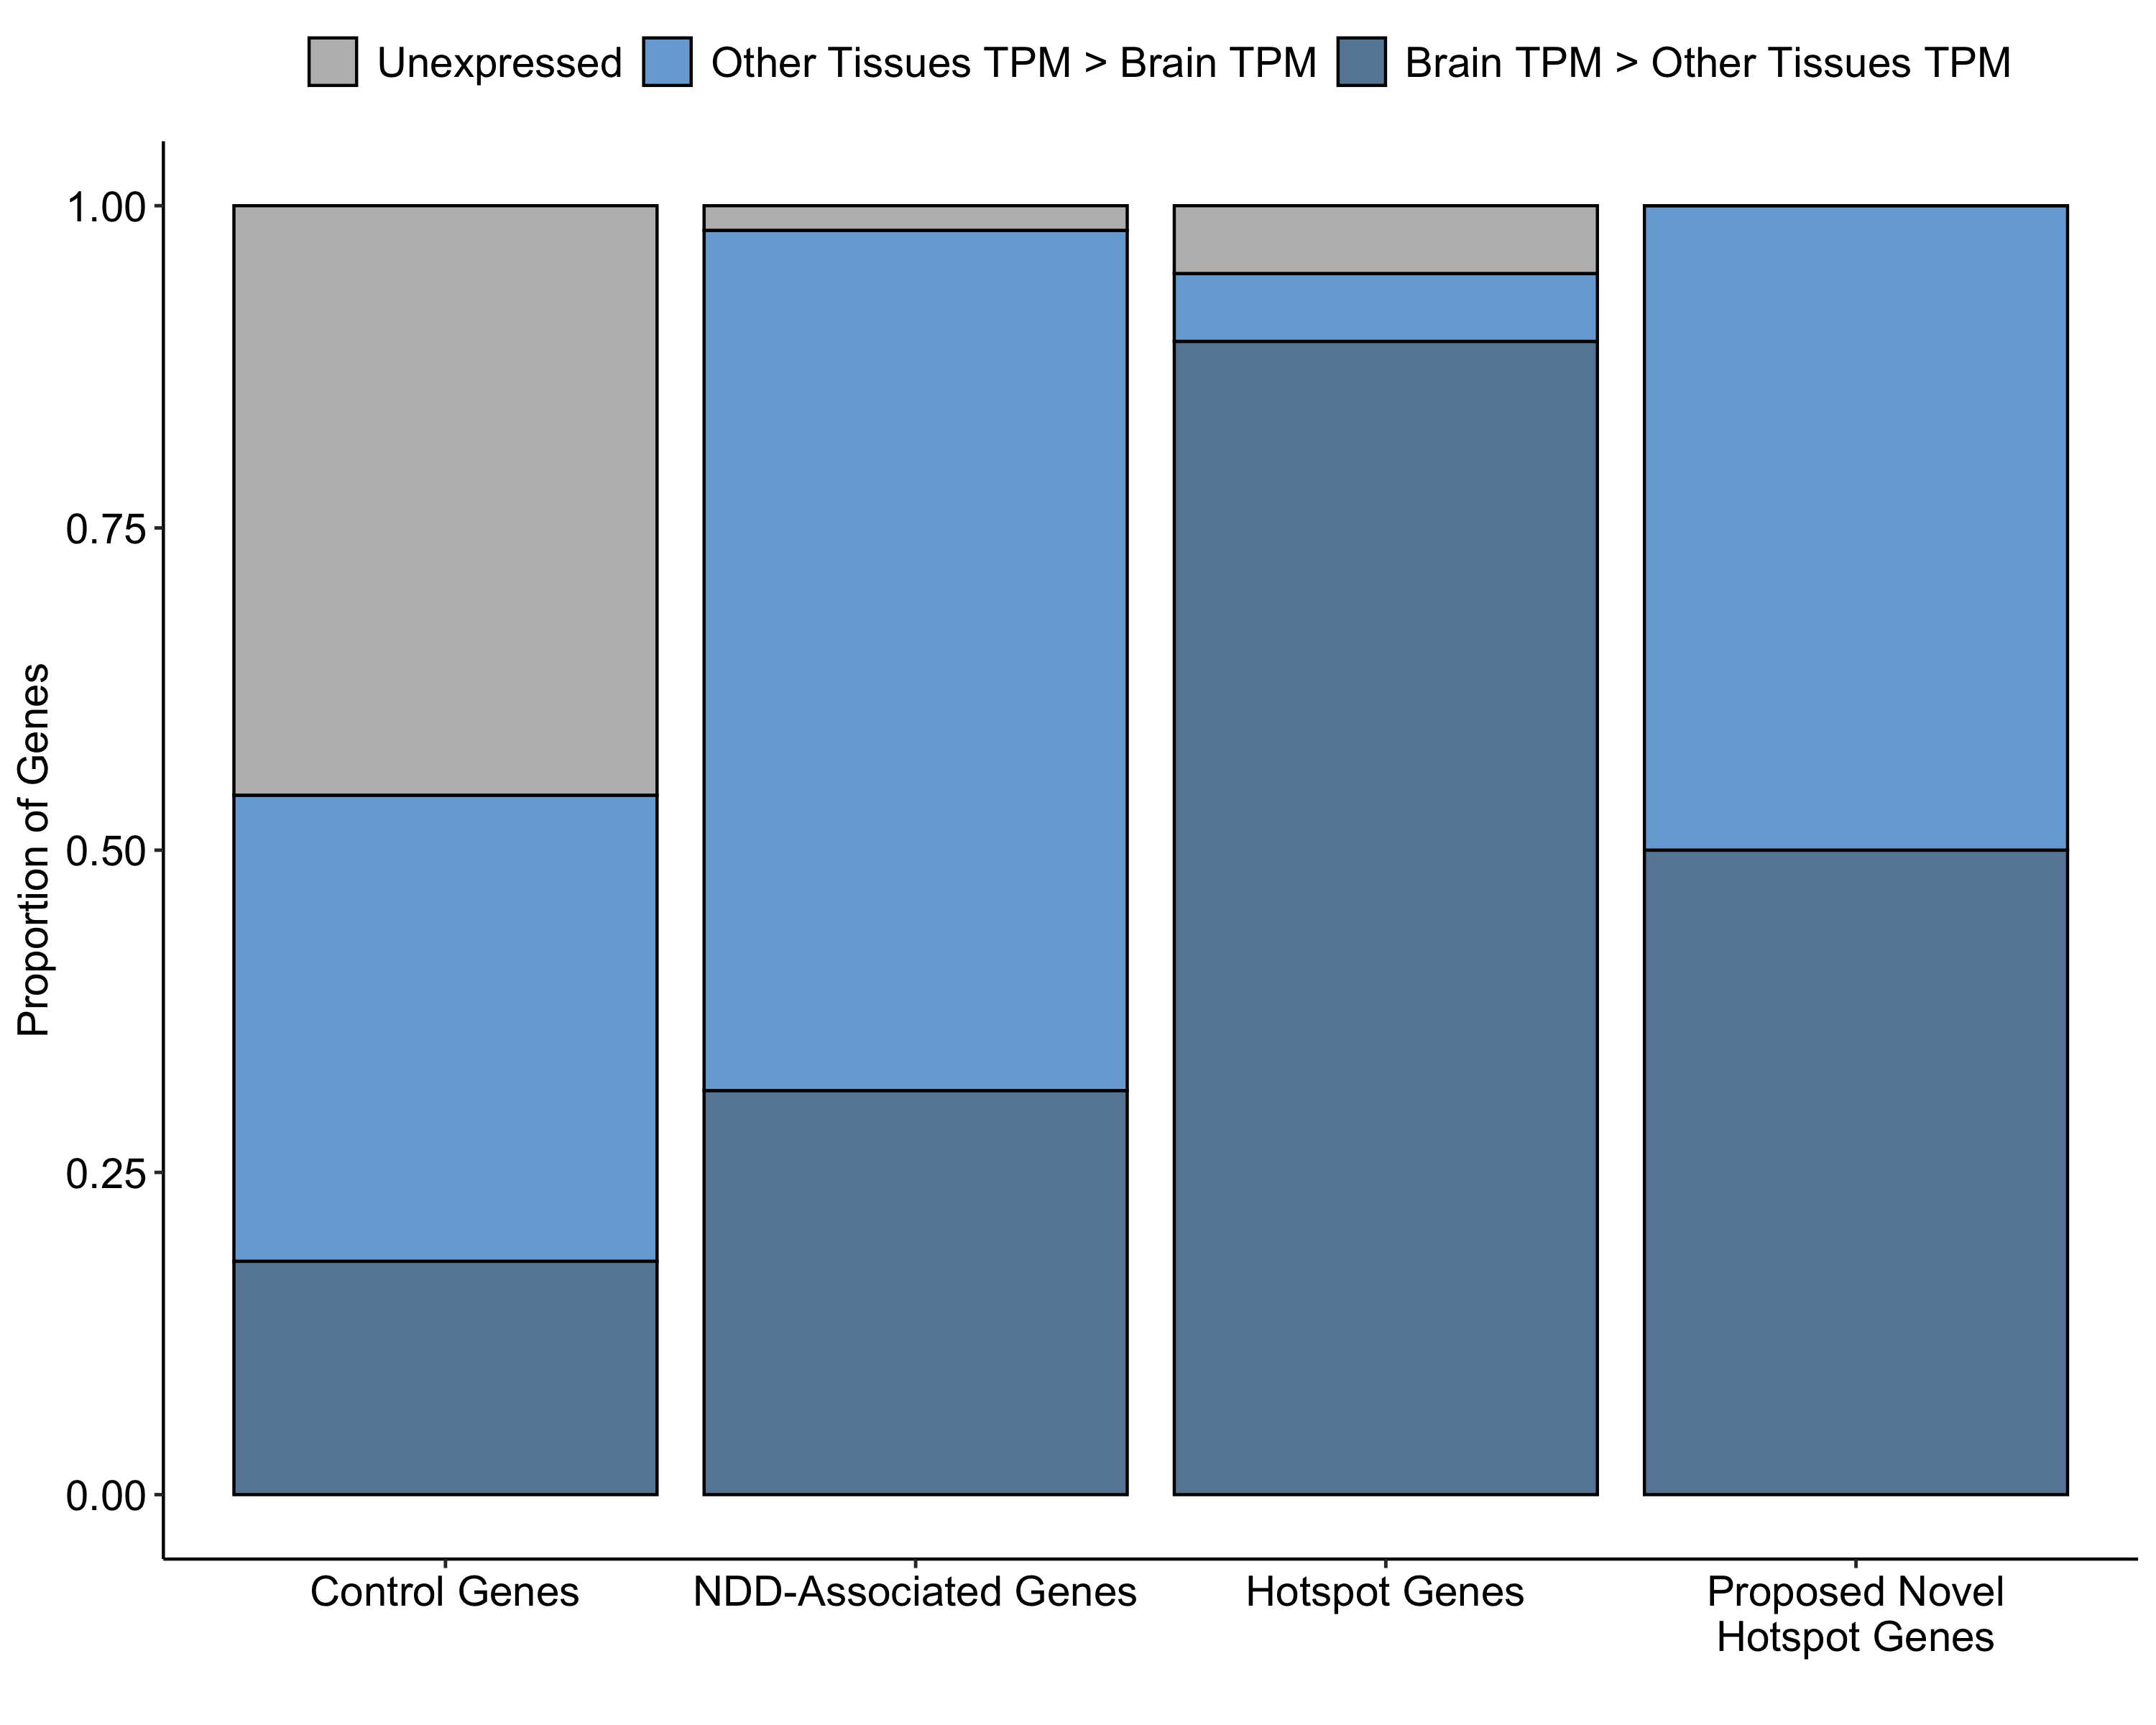 Unexpressed Other Tissues TPM > Brain TPM Brain TPM > Other Tissues TPM
1.00
0.75
0.50
0.25
0.00
Proportion of Genes
Control Genes NDD-Associated Genes Hotspot Genes Proposed Novel
Hotspot Genes